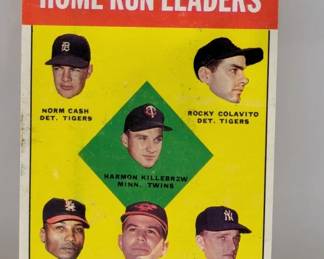 HOME RUN LEADERS
NORM CASH
DET. TIGERS
ROCKY COLAVITO
DET. TIGERS
HARMON KILLEBREW
MINN. TWINS